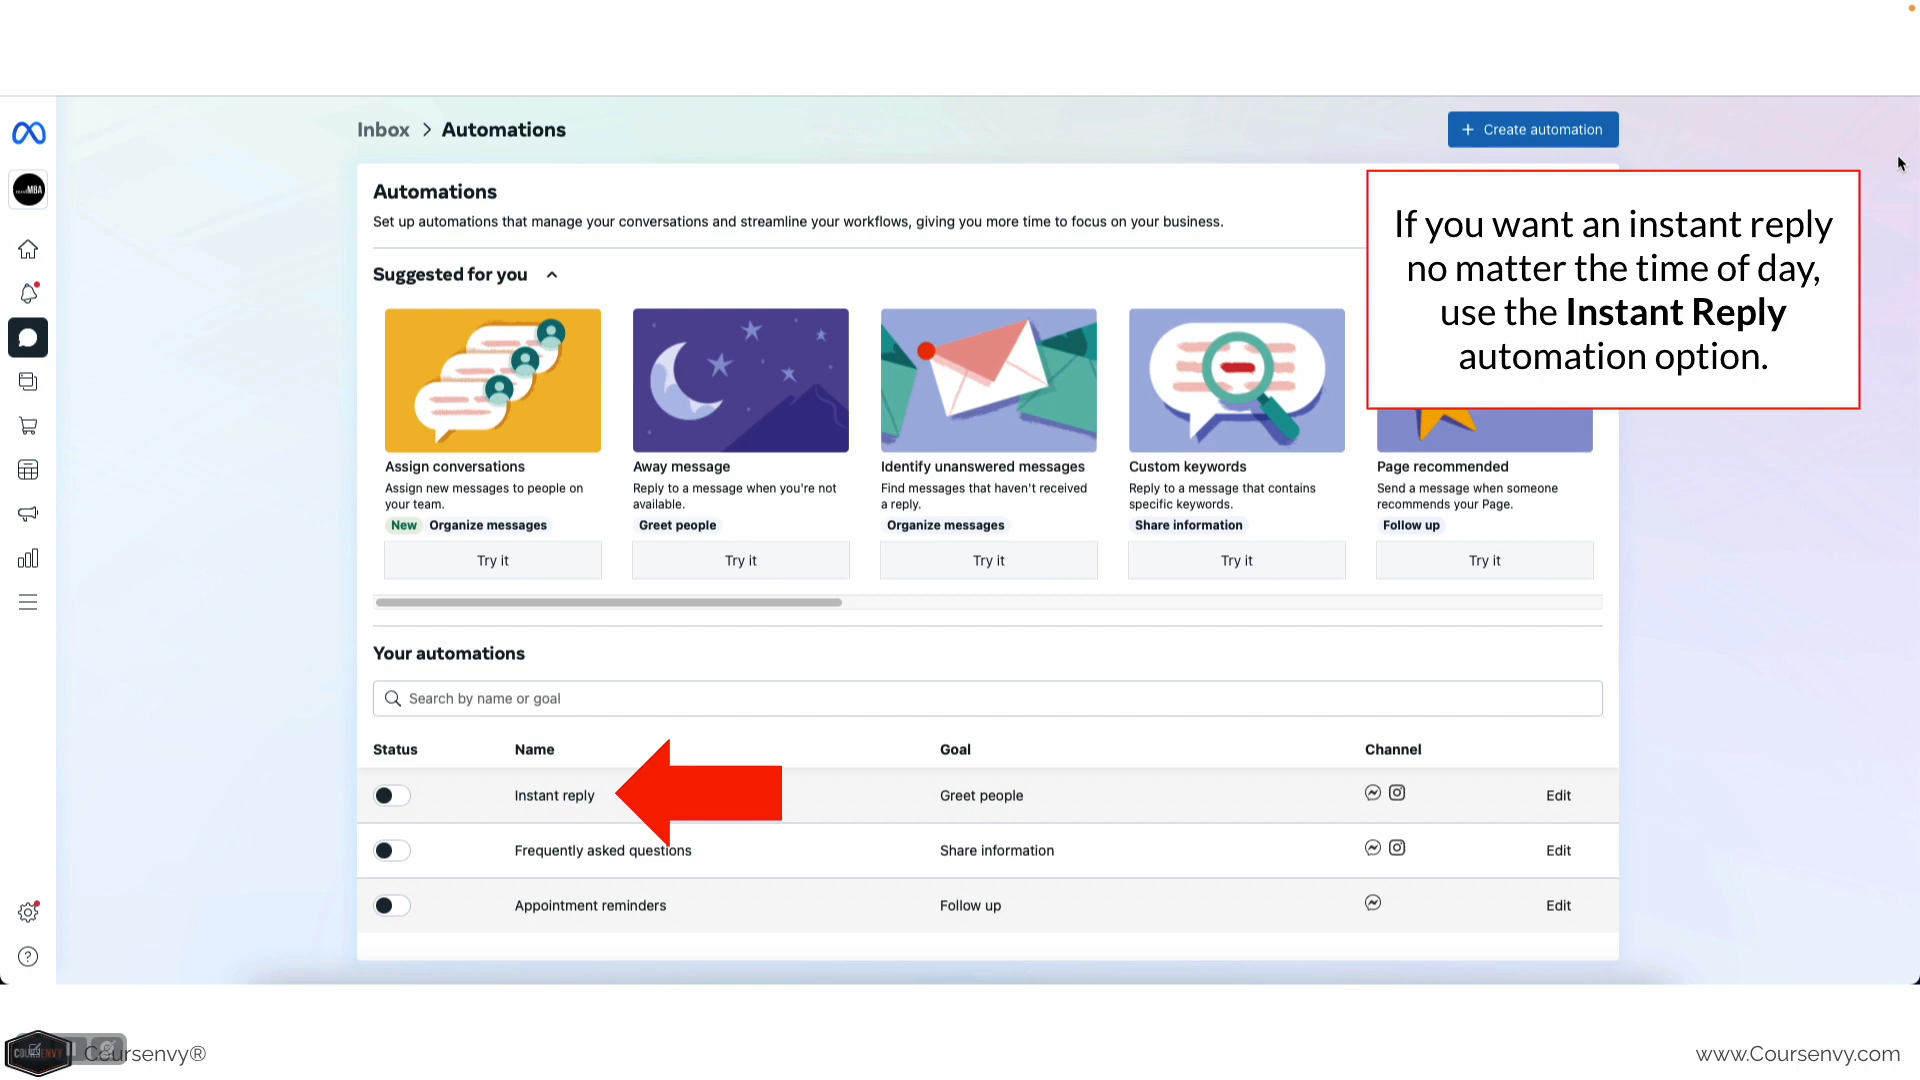 Inbox > Automations
+ Create automation
Automations
Set up automations that manage your conversations and streamline your workflows, giving you more time to focus on your business.
If you want an instant reply
no matter the time of day,
use the Instant Reply
automation option.
Suggested for you
Assign conversations
Assign new messages to people on
your team.
New Organize messages
Try it
Away message
Reply to a message when you're not
available.
Greet people
Try it
Identify unanswered messages
Find messages that haven't received
a reply.
Organize messages
Try it
Custom keywords
Reply to a message that contains
specific keywords.
Share information
Try it
Page recommended
Send a message when someone
recommends your Page.
Follow up
Try it
Your automations
Search by name or goal
Status Name Goal Channel
Instant reply Greet people Edit
Frequently asked questions Share information Edit
Appointment reminders Follow up Edit
Coursenvy®
www.Coursenvy.com